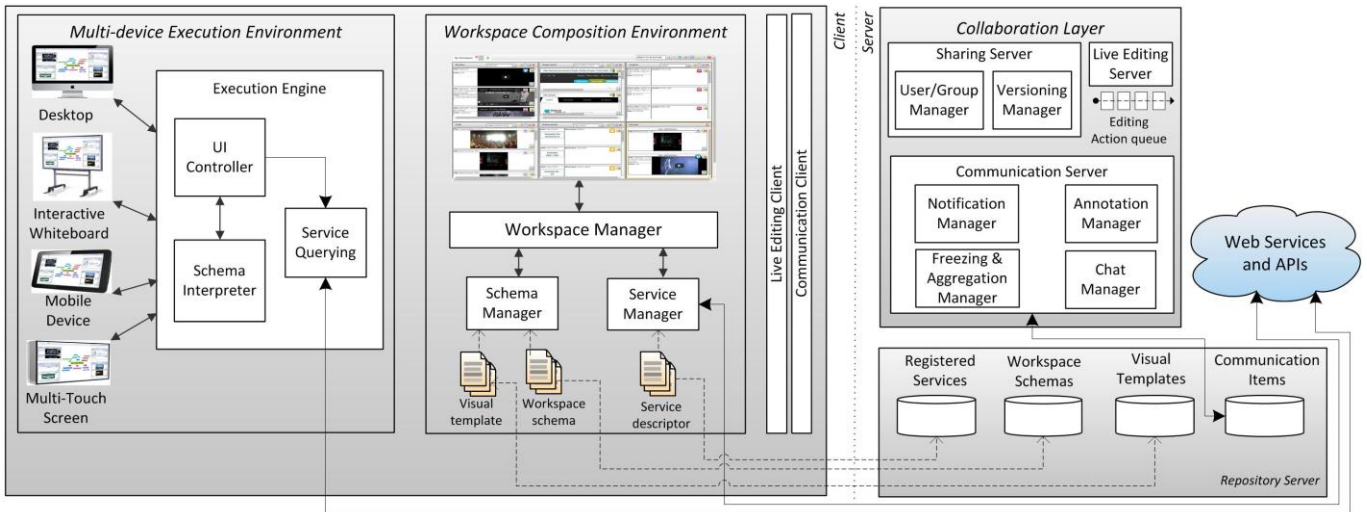 Multi-device Execution Environment
Desktop
Interactive
Whiteboard
Mobile
Device
Multi-Touch
Screen
Execution Engine
UI
Controller
Schema
Interpreter
Service
Querying
Workspace Composition Environment
Workspace Manager
Schema
Manager
Service
Manager
Visual
template
Workspace
schema
Service
descriptor
Live Editing Client
Communication Client
Client
Server
Collaboration Layer
Sharing Server
User/Group
Manager
Versioning
Manager
Live Editing
Server
Editing
Action queue
Communication Server
Notification
Manager
Annotation
Manager
Freezing &
Aggregation
Manager
Chat
Manager
Web Services
and APIs
Registered
Services
Workspace
Schemas
Visual
Templates
Communication
Items
Repository Server